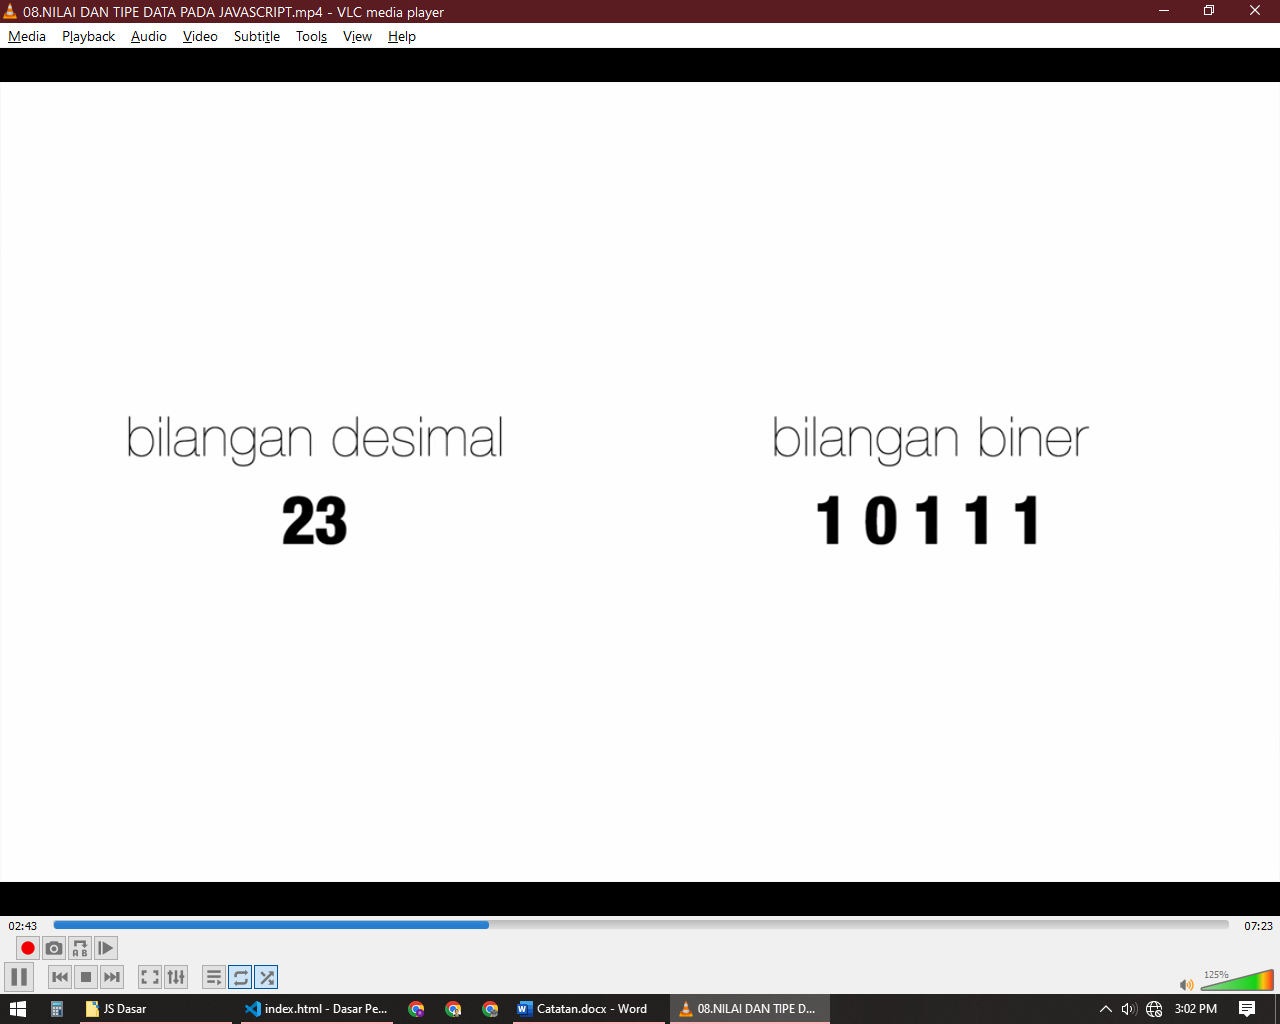 08.NILAI DAN TIPE DATA PADA JAVASCRIPT.mp4 - VLC media player
Media Playback Audio Video Subtitle Tools View Help
bilangan desimal bilangan biner
23 1 0 1 1 1
02:43 07:23
A B
125%
JS Dasar index.html - Dasar Pe... Catatan.docx - Word 08.NILAI DAN TIPE D... 3:02 PM